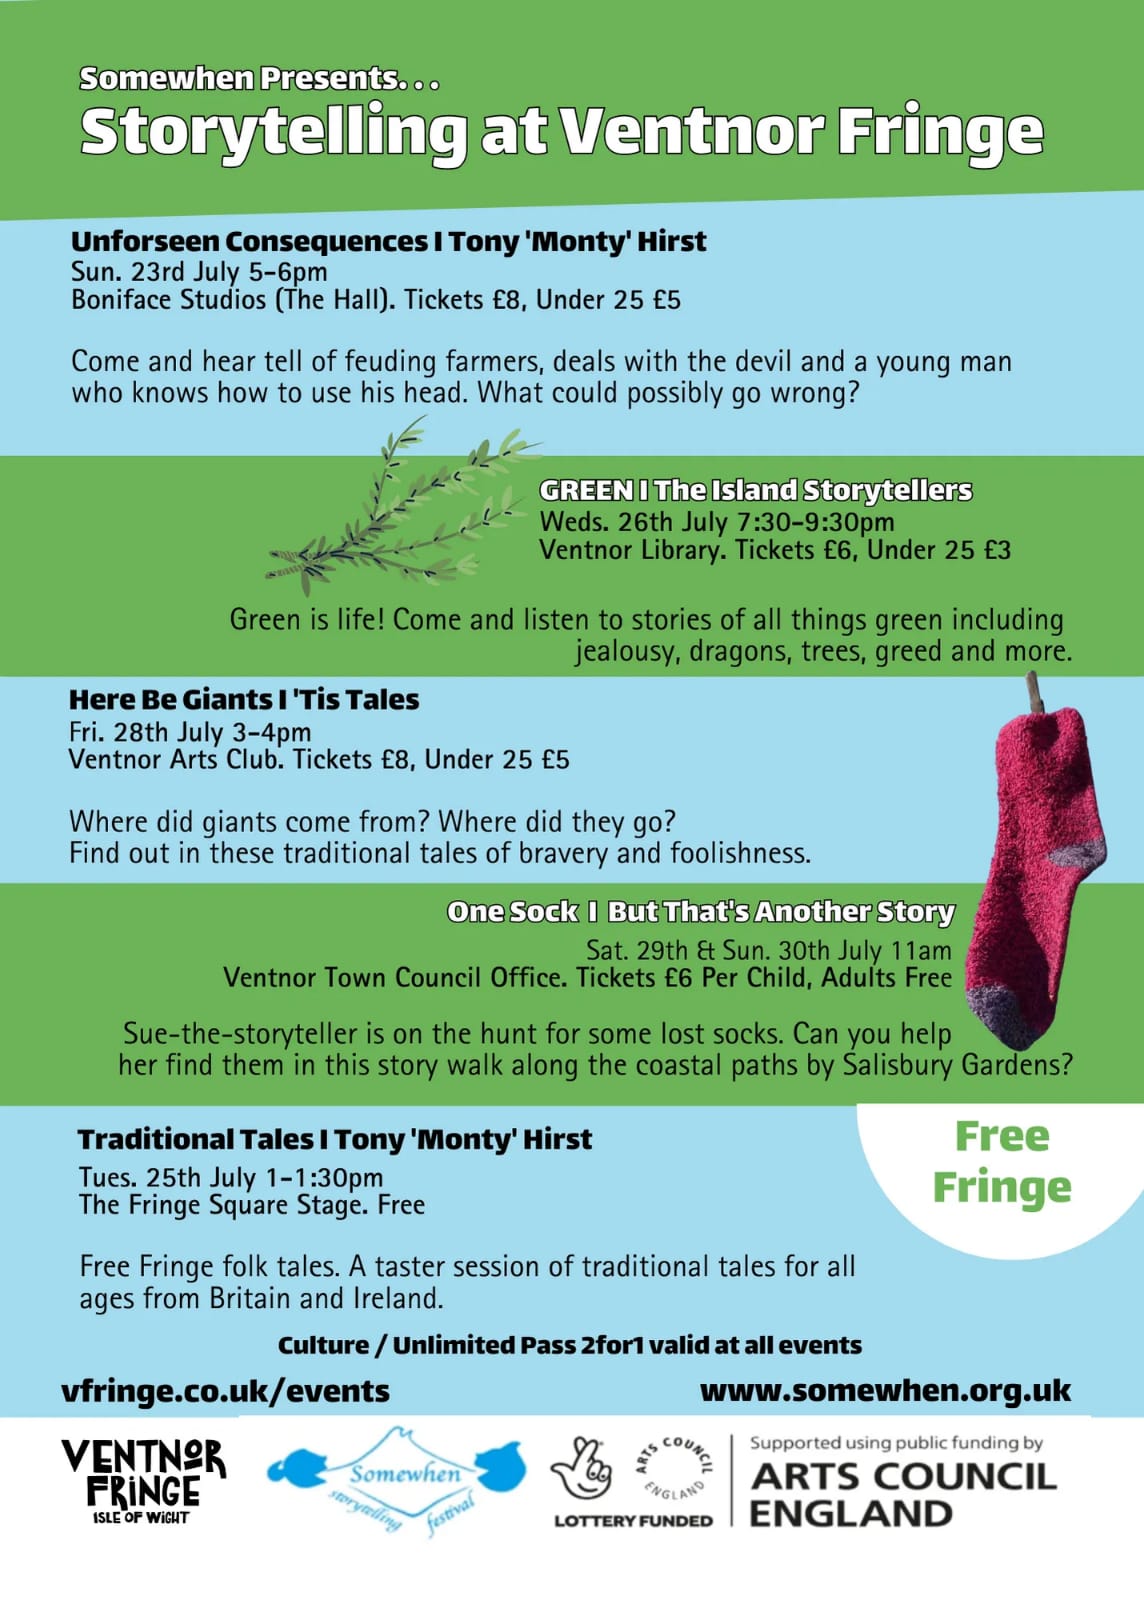 Somewhen Presents...
Storytelling at Ventnor Fringe
Unforseen Consequences I Tony 'Monty' Hirst
Sun. 23rd July 5-6pm
Boniface Studios (The Hall). Tickets £8, Under 25 £5
Come and hear tell of feuding farmers, deals with the devil and a young man
who knows how to use his head. What could possibly go wrong?
GREEN I The Island Storytellers
Weds. 26th July 7:30-9:30pm
Ventnor Library. Tickets £6, Under 25 £3
Green is life! Come and listen to stories of all things green including
jealousy, dragons, trees, greed and more.
Here Be Giants I 'Tis Tales
Fri. 28th July 3-4pm
Ventnor Arts Club. Tickets £8, Under 25 £5
Where did giants come from? Where did they go?
Find out in these traditional tales of bravery and foolishness.
One Sock I But That's Another Story
Sat. 29th & Sun. 30th July 11am
Ventnor Town Council Office. Tickets £6 Per Child, Adults Free
Sue-the-storyteller is on the hunt for some lost socks. Can you help
her find them in this story walk along the coastal paths by Salisbury Gardens?
Traditional Tales I Tony 'Monty' Hirst
Tues. 25th July 1-1:30pm
The Fringe Square Stage. Free
Free
Fringe
Free Fringe folk tales. A taster session of traditional tales for all
ages from Britain and Ireland.
Culture / Unlimited Pass 2for1 valid at all events
vfringe.co.uk/events
www.somewhen.org.uk
VENTNOR
FRiNGE
ISLE OF WiGHT
Somewhen
storytelling
festival
ARTS COUNCIL
ENGLAND
LOTTERY FUNDED
Supported using public funding by
ARTS COUNCIL
ENGLAND